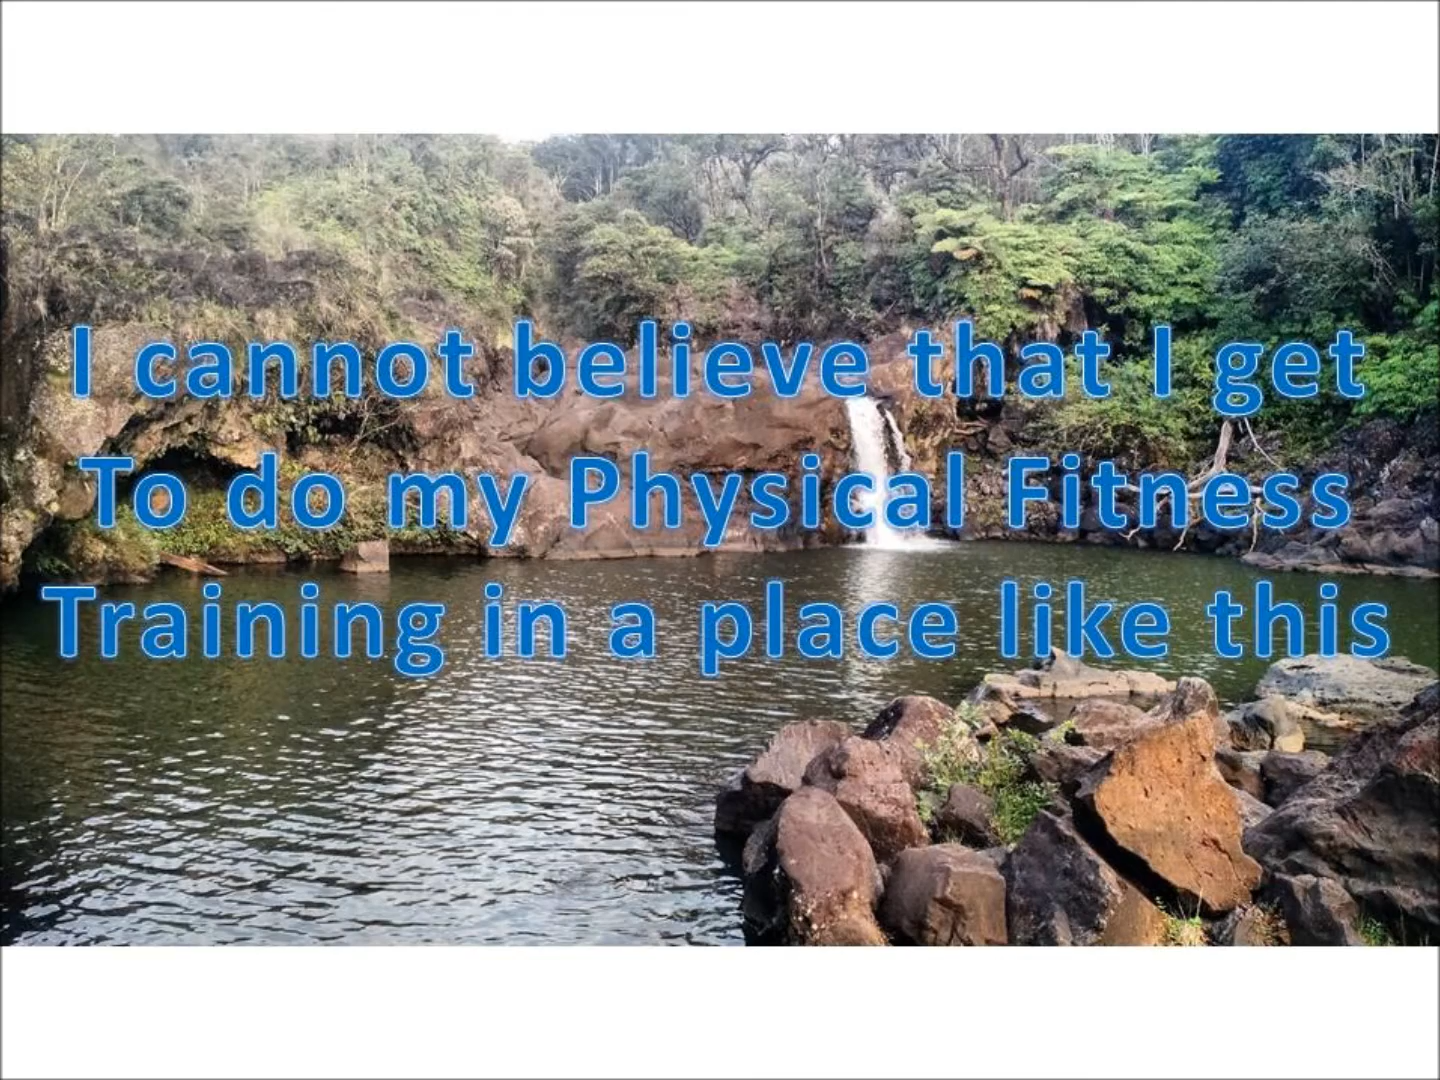 I cannot believe that I get
To do my Physical Fitness
Training in a place like this